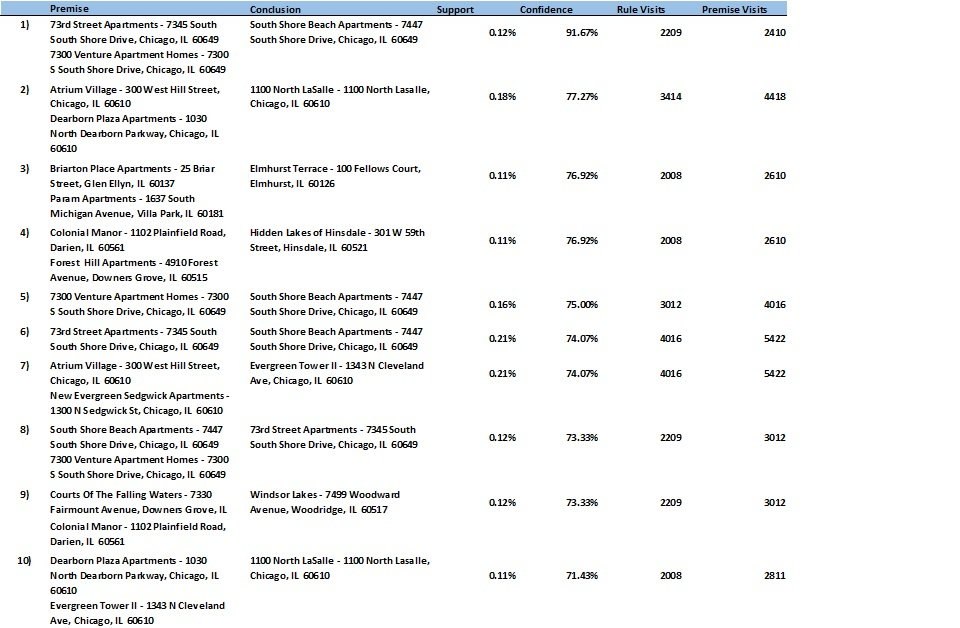 Premise Conclusion Support Confidence Rule Visits Premise Visits
1) 73rd Street Apartments - 7345 South South Shore Beach Apartments - 7447
South Shore Drive, Chicago, IL 60649 South Shore Drive, Chicago, IL 60649 0.12% 91.67% 2209 2410
7300 Venture Apartment Homes - 7300
S South Shore Drive, Chicago, IL 60649
2) Atrium Village - 300 West Hill Street, 1100 North LaSalle - 1100 North Lasalle,
Chicago, IL 60610 Chicago, IL 60610 0.18% 77.27% 3414 4418
Dearborn Plaza Apartments - 1030
North Dearborn Parkway, Chicago, IL
60610
3) Briarton Place Apartments - 25 Briar Elmhurst Terrace - 100 Fellows Court,
Street, Glen Ellyn, IL 60137 Elmhurst, IL 60126 0.11% 76.92% 2008 2610
Param Apartments - 1637 South
Michigan Avenue, Villa Park, IL 60181
4) Colonial Manor - 1102 Plainfield Road, Hidden Lakes of Hinsdale - 301 W 59th
Darien, IL 60561 Street, Hinsdale, IL 60521 0.11% 76.92% 2008 2610
Forest Hill Apartments - 4910 Forest
Avenue, Downers Grove, IL 60515
5) 7300 Venture Apartment Homes - 7300 South Shore Beach Apartments - 7447
S South Shore Drive, Chicago, IL 60649 South Shore Drive, Chicago, IL 60649 0.16% 75.00% 3012 4016
6) 73rd Street Apartments - 7345 South South Shore Beach Apartments - 7447
South Shore Drive, Chicago, IL 60649 South Shore Drive, Chicago, IL 60649 0.21% 74.07% 4016 5422
7) Atrium Village - 300 West Hill Street, Evergreen Tower II - 1343 N Cleveland
Chicago, IL 60610 Ave, Chicago, IL 60610 0.21% 74.07% 4016 5422
New Evergreen Sedgwick Apartments -
1300 N Sedgwick St, Chicago, IL 60610
8) South Shore Beach Apartments - 7447 73rd Street Apartments - 7345 South
South Shore Drive, Chicago, IL 60649 South Shore Drive, Chicago, IL 60649 0.12% 73.33% 2209 3012
7300 Venture Apartment Homes - 7300
S South Shore Drive, Chicago, IL 60649
9) Courts Of The Falling Waters - 7330 Windsor Lakes - 7499 Woodward
Fairmount Avenue, Downers Grove, IL Avenue, Woodridge, IL 60517 0.12% 73.33% 2209 3012
Colonial Manor - 1102 Plainfield Road,
Darien, IL 60561
10) Dearborn Plaza Apartments - 1030 1100 North LaSalle - 1100 North Lasalle,
North Dearborn Parkway, Chicago, IL Chicago, IL 60610 0.11% 71.43% 2008 2811
60610
Evergreen Tower II - 1343 N Cleveland
Ave, Chicago, IL 60610